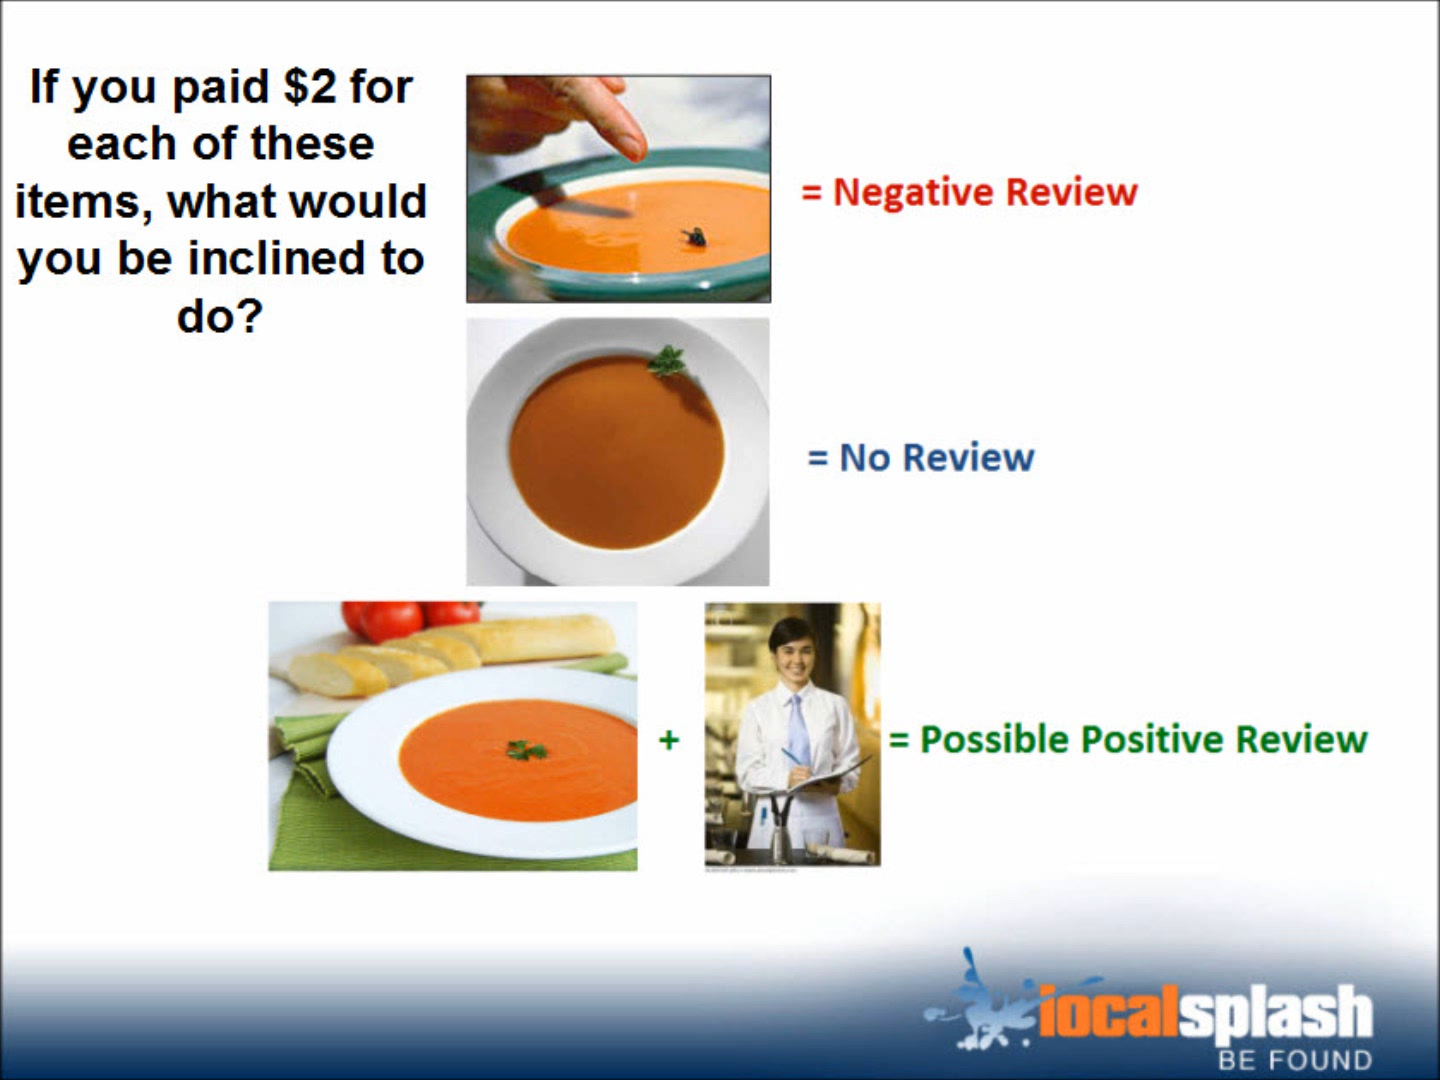 If you paid $2 for
each of these
items, what would
you be inclined to
do?
= Negative Review
= No Review
+
= Possible Positive Review
localsplash
BE FOUND